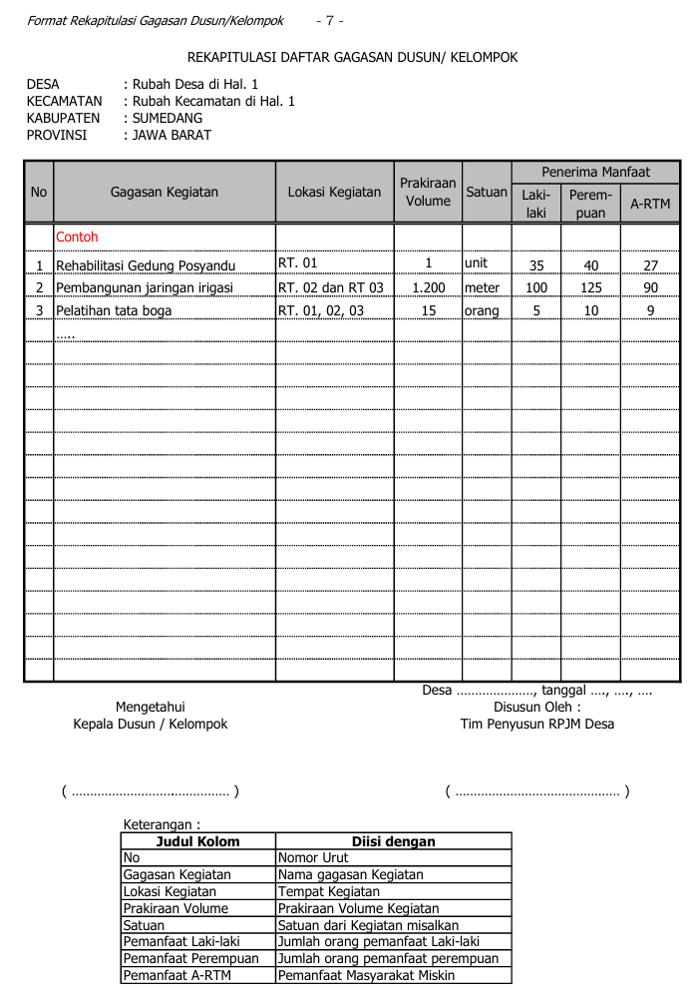 Format Rekapitulasi Gagasan Dusun/Kelompok - 7 -
REKAPITULASI DAFTAR GAGASAN DUSUN/ KELOMPOK
DESA : Rubah Desa di Hal. 1
KECAMATAN : Rubah Kecamatan di Hal. 1
KABUPATEN : SUMEDANG
PROVINSI : JAWA BARAT
No Gagasan Kegiatan Lokasi Kegiatan Prakiraan Volume Satuan Penerima Manfaat
Laki-laki Perem-puan A-RTM
Contoh
1 Rehabilitasi Gedung Posyandu RT. 01 1 unit 35 40 27
2 Pembangunan jaringan irigasi RT. 02 dan RT 03 1.200 meter 100 125 90
3 Pelatihan tata boga RT. 01, 02, 03 15 orang 5 10 9
…..
Desa …………………, tanggal …., …., ….
Mengetahui Disusun Oleh :
Kepala Dusun / Kelompok Tim Penyusun RPJM Desa
( …………………………………… ) ( ……………………………………… )
Keterangan :
Judul Kolom Diisi dengan
No Nomor Urut
Gagasan Kegiatan Nama gagasan Kegiatan
Lokasi Kegiatan Tempat Kegiatan
Prakiraan Volume Prakiraan Volume Kegiatan
Satuan Satuan dari Kegiatan misalkan
Pemanfaat Laki-laki Jumlah orang pemanfaat Laki-laki
Pemanfaat Perempuan Jumlah orang pemanfaat perempuan
Pemanfaat A-RTM Pemanfaat Masyarakat Miskin